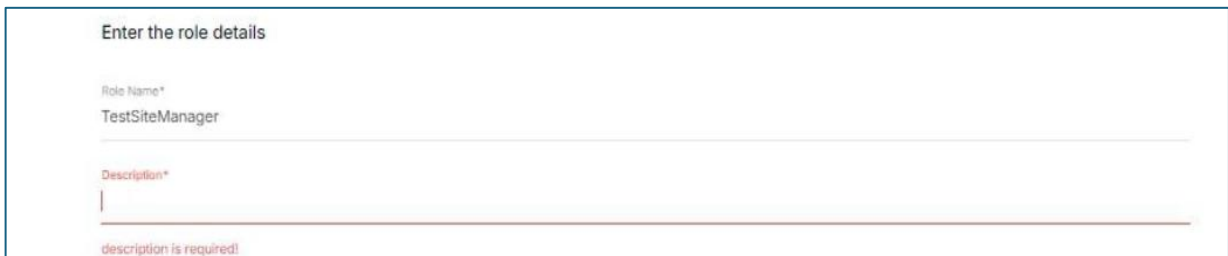 Enter the role details
Role Name*
TestSiteManager
Description*
description is required!